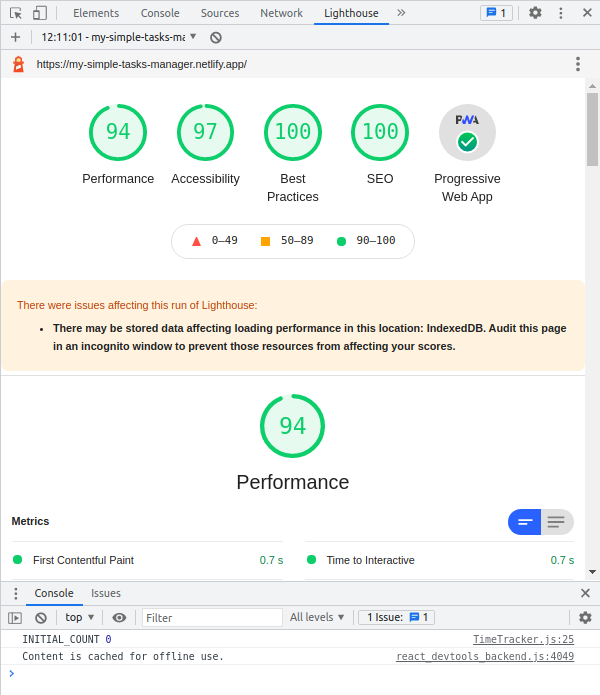 Elements Console Sources Network Lighthouse » 1
12:11:01 - my-simple-tasks-ma
https://my-simple-tasks-manager.netlify.app/
94 97 100 100 PWA
Performance Accessibility Best Practices SEO Progressive Web App
0–49 50–89 90–100
There were issues affecting this run of Lighthouse:
• There may be stored data affecting loading performance in this location: IndexedDB. Audit this page
in an incognito window to prevent those resources from affecting your scores.
94
Performance
Metrics
First Contentful Paint 0.7 s Time to Interactive 0.7 s
Console Issues
top Filter All levels 1 Issue: 1
INITIAL_COUNT 0 TimeTracker.js:25
Content is cached for offline use. react_devtools_backend.js:4049